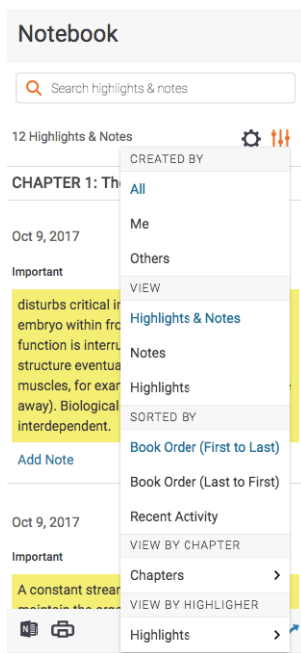 Notebook
Search highlights & notes
12 Highlights & Notes
CREATED BY
All
Me
Others
VIEW
Highlights & Notes
Notes
Highlights
SORTED BY
Book Order (First to Last)
Book Order (Last to First)
Recent Activity
VIEW BY CHAPTER
Chapters
VIEW BY HIGHLIGHER
Highlights
CHAPTER 1: Th
Oct 9, 2017
Important
disturbs critical in
embryo within fro
function is interru
structure eventua
muscles, for exam
away). Biological
interdependent.
Add Note
Oct 9, 2017
Important
A constant strear